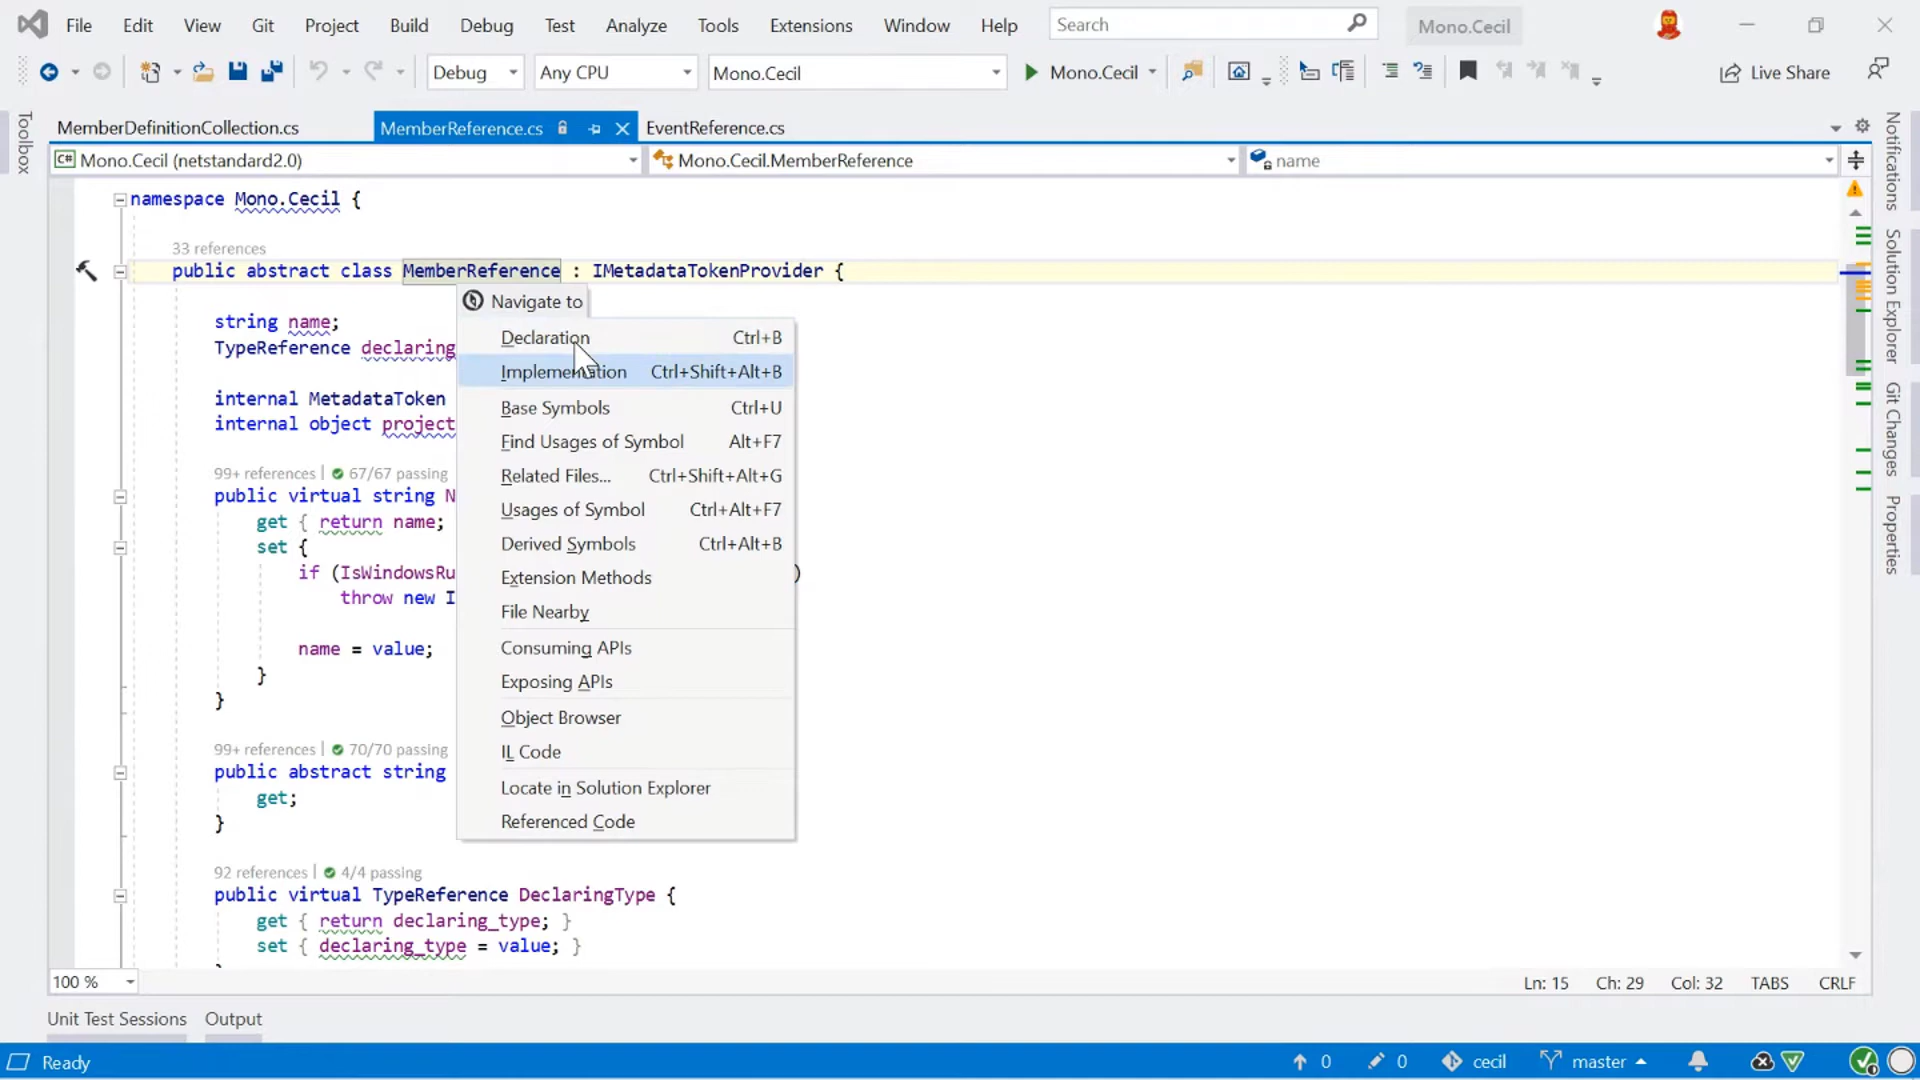 File Edit View Git Project Build Debug Test Analyze Tools Extensions Window Help Search Mono.Cecil
Debug Any CPU Mono.Cecil Mono.Cecil Live Share
MemberDefinitionCollection.cs MemberReference.cs EventReference.cs
C# Mono.Cecil (netstandard2.0) Mono.Cecil.MemberReference name
Toolbox
Notifications
Solution Explorer
Git Changes
Properties
namespace Mono.Cecil {
33 references
public abstract class MemberReference : IMetadataTokenProvider {
string name;
TypeReference declaring
internal MetadataToken
internal object project
99+ references | 67/67 passing
public virtual string N
get { return name;
set {
if (IsWindowsRu )
throw new I
name = value;
}
}
99+ references | 70/70 passing
public abstract string
get;
}
92 references | 4/4 passing
public virtual TypeReference DeclaringType {
get { return declaring_type; }
set { declaring_type = value; }
Navigate to
Declaration Ctrl+B
Implementation Ctrl+Shift+Alt+B
Base Symbols Ctrl+U
Find Usages of Symbol Alt+F7
Related Files... Ctrl+Shift+Alt+G
Usages of Symbol Ctrl+Alt+F7
Derived Symbols Ctrl+Alt+B
Extension Methods
File Nearby
Consuming APIs
Exposing APIs
Object Browser
IL Code
Locate in Solution Explorer
Referenced Code
100 % Ln: 15 Ch: 29 Col: 32 TABS CRLF
Unit Test Sessions Output
Ready 0 0 cecil master